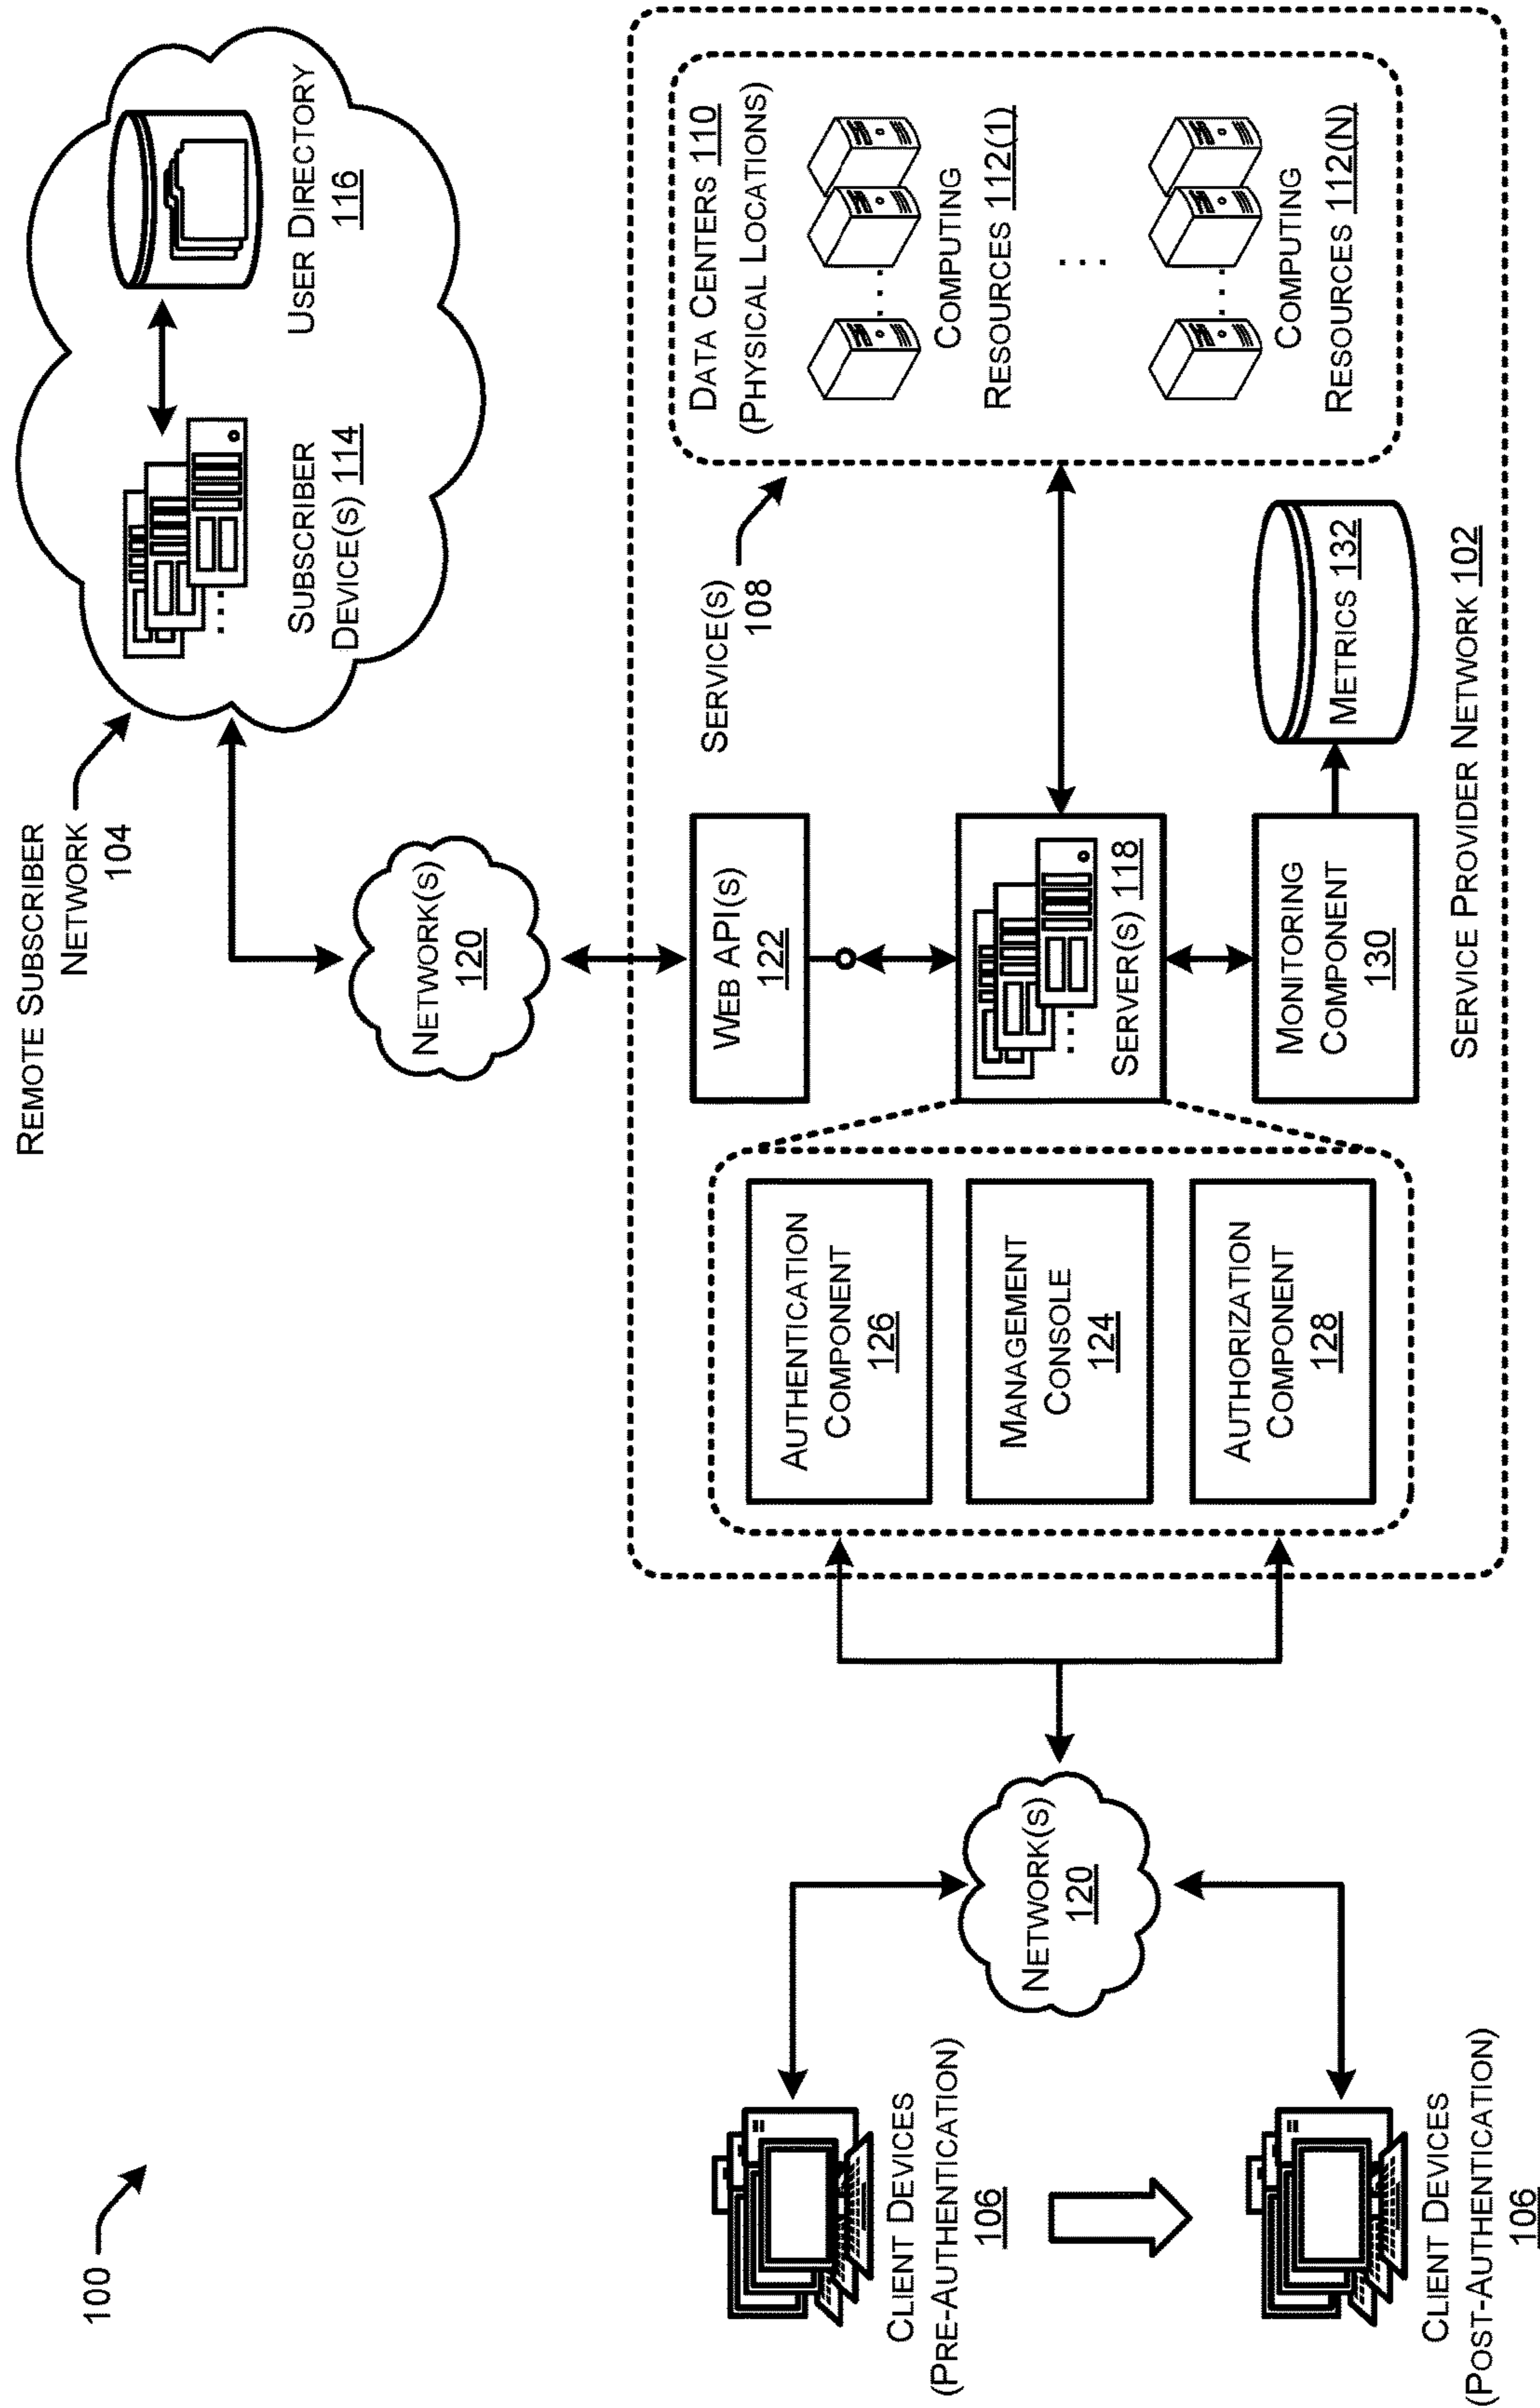 100
REMOTE SUBSCRIBER
NETWORK
104
SUBSCRIBER
DEVICE(S) 114
USER DIRECTORY
116
NETWORK(S)
120
SERVICE(S)
108
WEB API(S)
122
DATA CENTERS 110
(PHYSICAL LOCATIONS)
COMPUTING
RESOURCES 112(1)
COMPUTING
RESOURCES 112(N)
CLIENT DEVICES
(PRE-AUTHENTICATION)
106
NETWORK(S)
120
AUTHENTICATION
COMPONENT
126
MANAGEMENT
CONSOLE
124
AUTHORIZATION
COMPONENT
128
SERVER(S) 118
MONITORING
COMPONENT
130
METRICS 132
CLIENT DEVICES
(POST-AUTHENTICATION)
106
SERVICE PROVIDER NETWORK 102